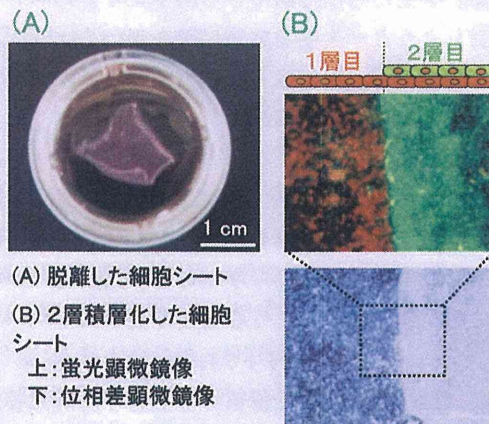 (A)
(B)
1層目
2層目
1 cm
(A) 脱離した細胞シート
(B) 2層積層化した細胞
シート
上:蛍光顕微鏡像
下:位相差顕微鏡像